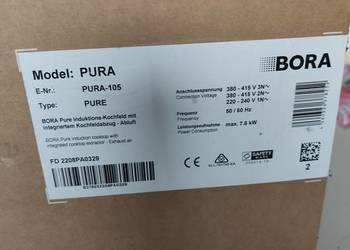 Model: PURA
BORA
E-Nr.: PURA-105
Type: PURE
Anschlussspannung 380 - 415 V 3N~
Connection Voltage 380 - 415 V 2N~
220 - 240 V 1N~
Frequenz 50 / 60 Hz
Frequency
Leistungsaufnahme max. 7.6 kW
Power Consumption
BORA Pure Induktions-Kochfeld mit
integriertem Kochfeldabzug - Abluft
BORA Pure induction cooktop with
integrated cooktop extractor - Exhaust air
FD 2208PA0329
SAFETY
2